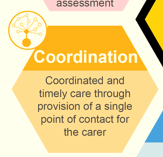 assessment
Coordination
Coordinated and
timely care through
provision of a single
point of contact for
the carer